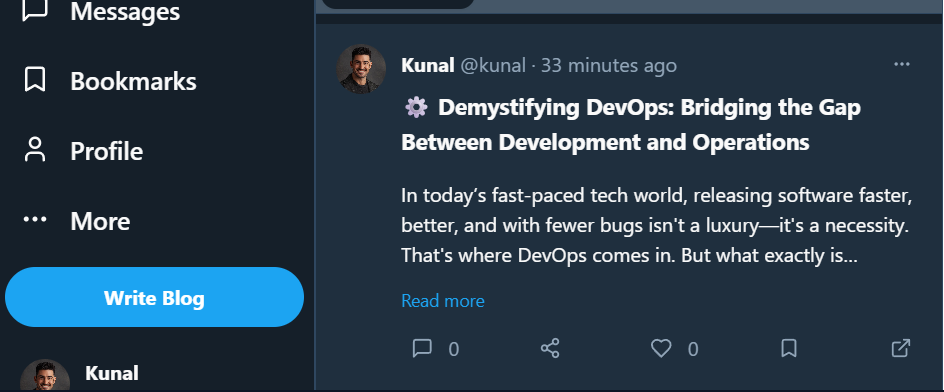 Messages
Bookmarks
Profile
More
Write Blog
Kunal
Kunal @kunal · 33 minutes ago
Demystifying DevOps: Bridging the Gap
Between Development and Operations
In today’s fast-paced tech world, releasing software faster,
better, and with fewer bugs isn't a luxury—it's a necessity.
That's where DevOps comes in. But what exactly is...
Read more
0
0